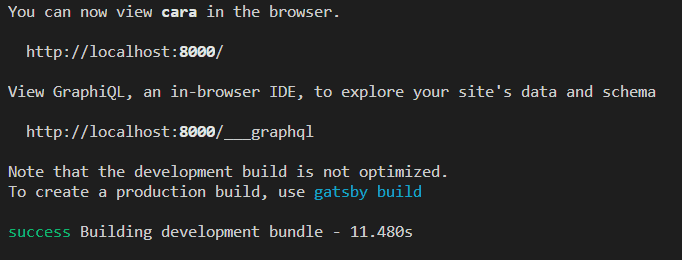 You can now view cara in the browser.
http://localhost:8000/
View GraphiQL, an in-browser IDE, to explore your site's data and schema
http://localhost:8000/___graphql
Note that the development build is not optimized.
To create a production build, use gatsby build
success Building development bundle - 11.480s